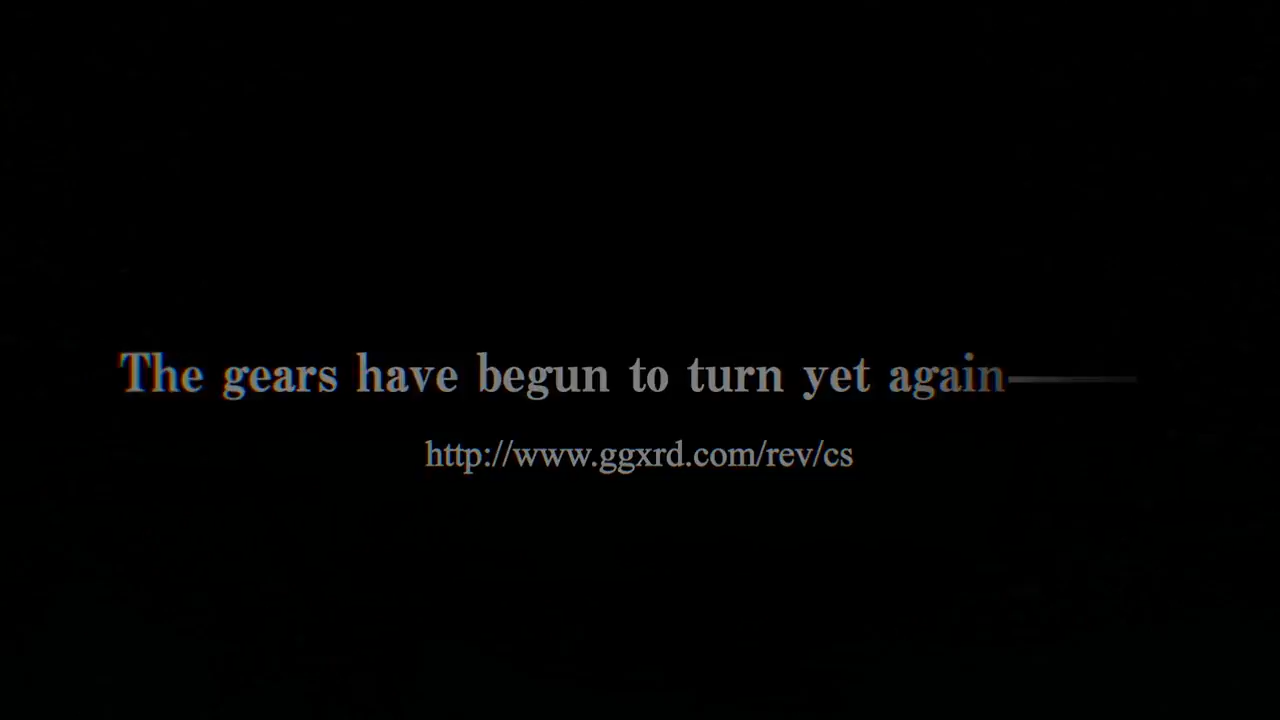 The gears have begun to turn yet again———
http://www.ggxrd.com/rev/cs